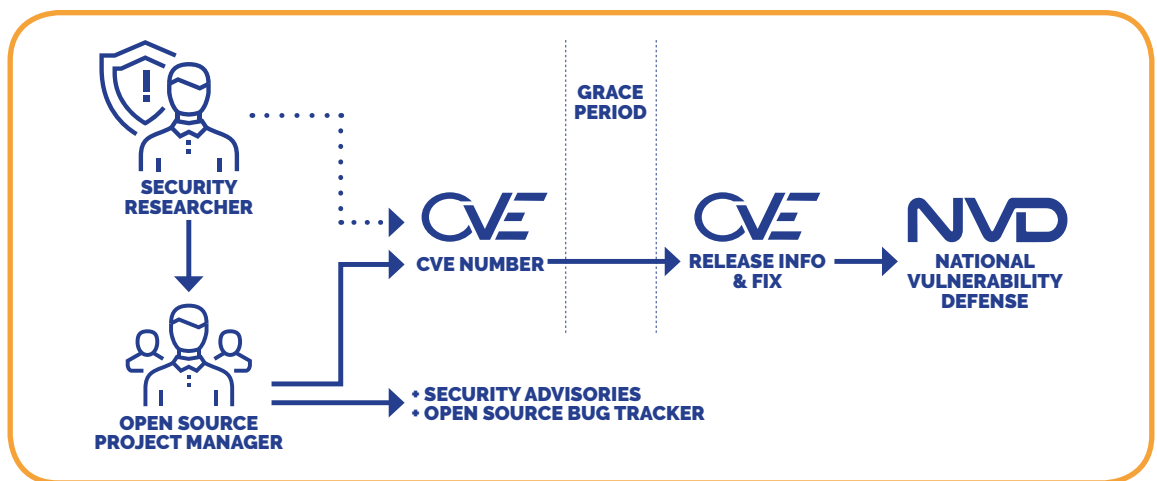 GRACE
PERIOD
SECURITY
RESEARCHER
CVE
CVE NUMBER
CVE
RELEASE INFO
& FIX
NVD
NATIONAL
VULNERABILITY
DEFENSE
OPEN SOURCE
PROJECT MANAGER
• SECURITY ADVISORIES
• OPEN SOURCE BUG TRACKER